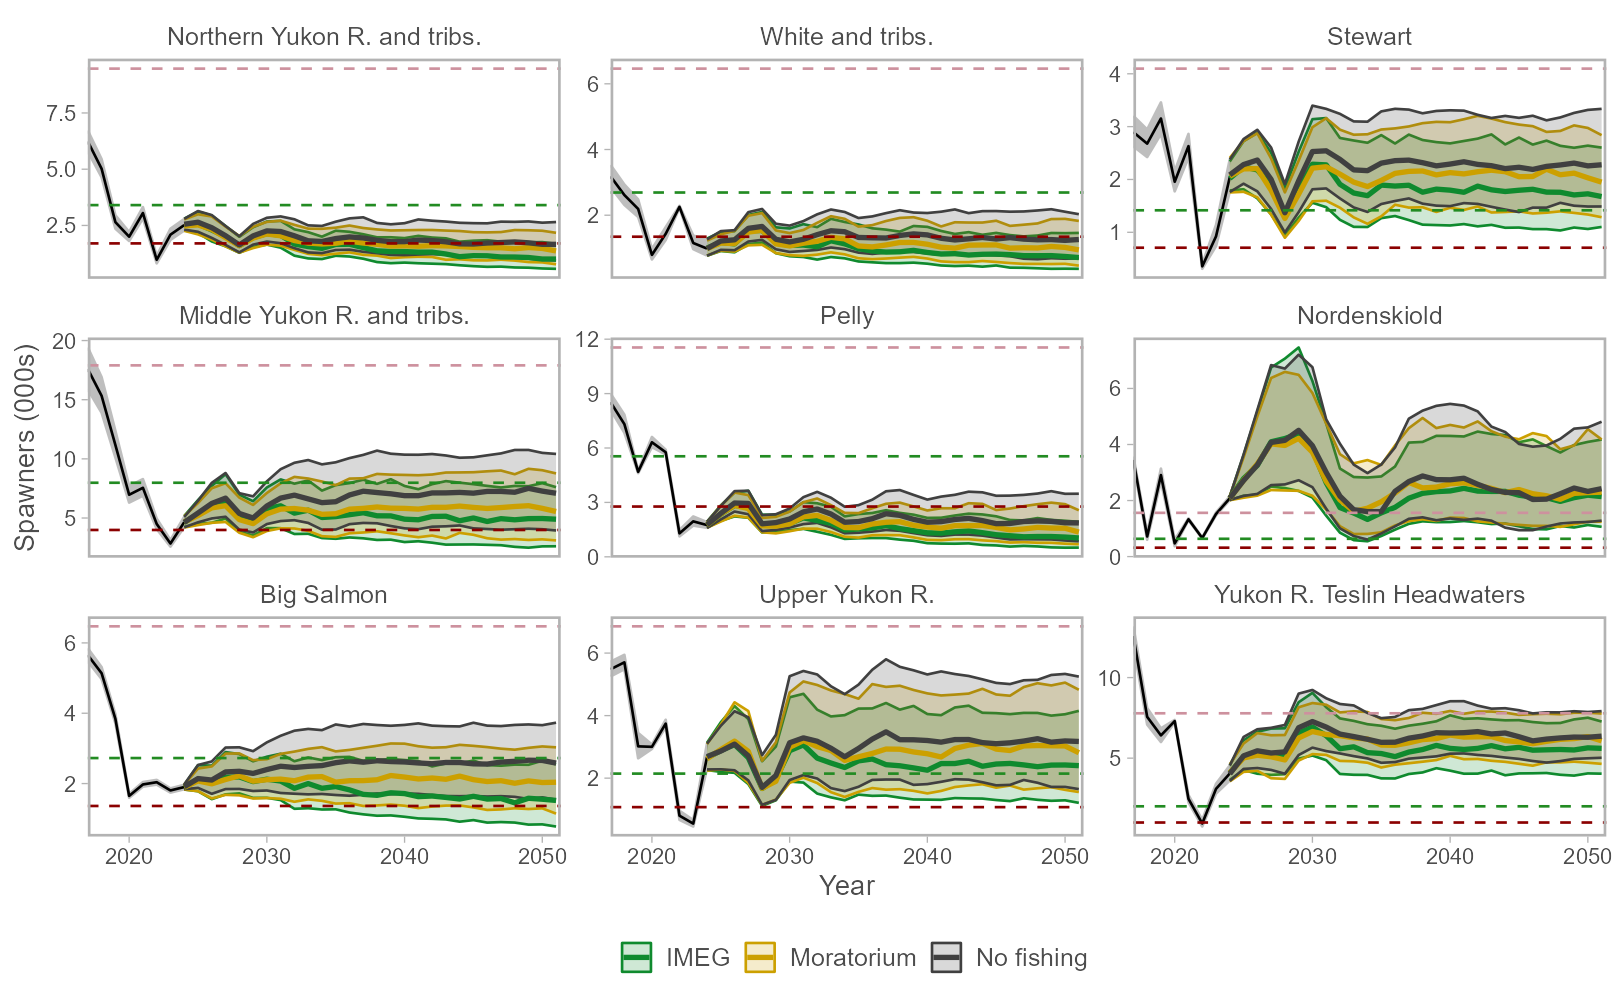 Northern Yukon R. and tribs.
White and tribs.
Stewart
7.5
5.0
2.5
6
4
2
4
3
2
1
Middle Yukon R. and tribs.
Pelly
Nordenskiold
20
15
10
5
12
9
6
3
0
6
4
2
0
Spawners (000s)
Big Salmon
Upper Yukon R.
Yukon R. Teslin Headwaters
6
4
2
6
4
2
10
5
2020 2030 2040 2050
2020 2030 2040 2050
2020 2030 2040 2050
Year
IMEG Moratorium No fishing